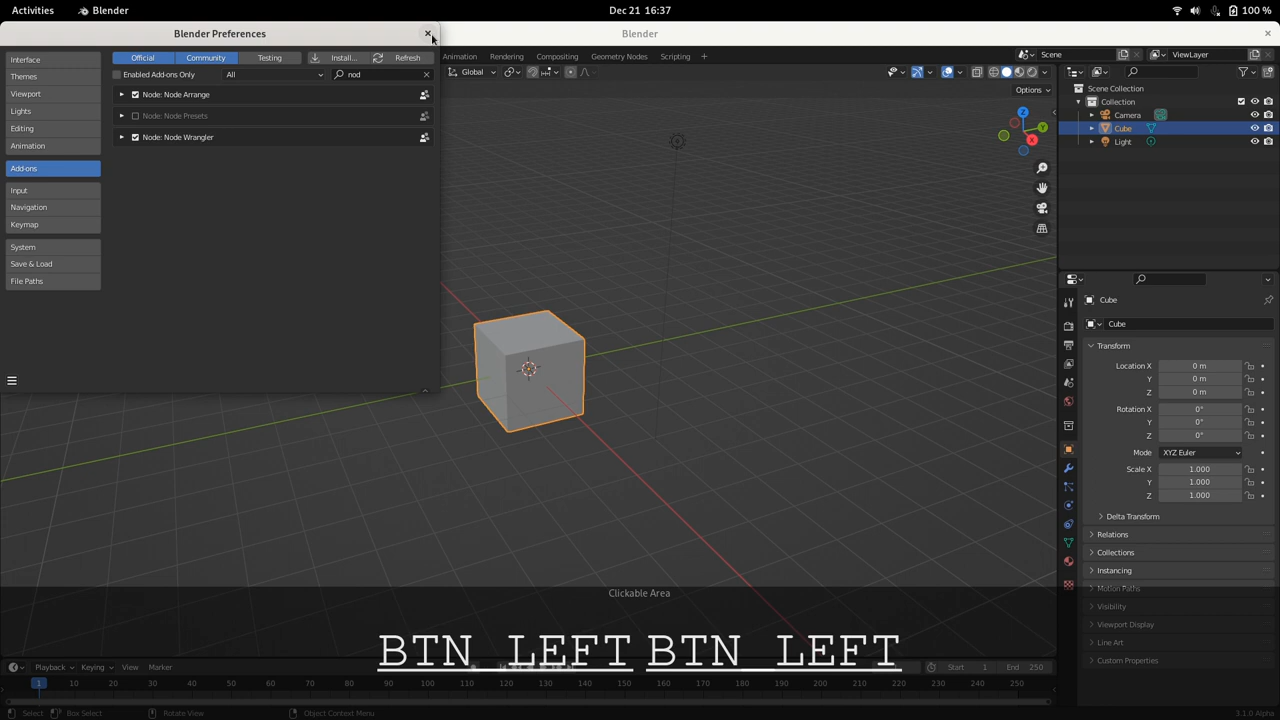 Activities
Blender
Dec 21 16:37
100 %
Blender Preferences
Blender
Animation
Rendering
Compositing
Geometry Nodes
Scripting
Scene
ViewLayer
Interface
Themes
Viewport
Lights
Editing
Animation
Add-ons
Input
Navigation
Keymap
System
Save & Load
File Paths
Official
Community
Testing
Install...
Refresh
Enabled Add-ons Only
All
nod
Node: Node Arrange
Node: Node Presets
Node: Node Wrangler
Global
Options
Z
Y
X
Scene Collection
Collection
Camera
Cube
Light
Cube
Cube
Transform
Location X
0 m
Y
0 m
Z
0 m
Rotation X
0°
Y
0°
Z
0°
Mode
XYZ Euler
Scale X
1.000
Y
1.000
Z
1.000
Delta Transform
Relations
Collections
Instancing
Motion Paths
Visibility
Viewport Display
Line Art
Custom Properties
Clickable Area
BTN_LEFT BTN_LEFT
Playback
Keying
View
Marker
1
Start
1
End
250
1
10
20
30
40
50
60
70
80
90
100
110
120
130
140
150
160
170
180
190
200
210
220
230
240
250
Select
Box Select
Rotate View
Object Context Menu
3.1.0 Alpha